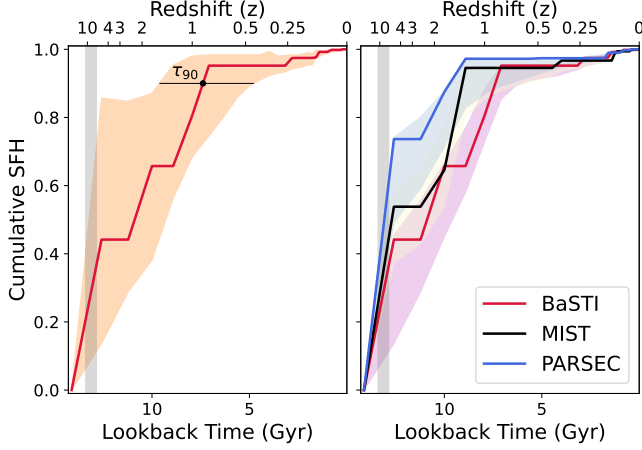 Redshift (z) Redshift (z)
10 4 3 2 1 0.5 0.25 0 10 4 3 2 1 0.5 0.25 0
1.0
τ90
0.8
0.6
Cumulative SFH
0.4
0.2
0.0
BaSTI
MIST
PARSEC
10 5 10 5
Lookback Time (Gyr) Lookback Time (Gyr)